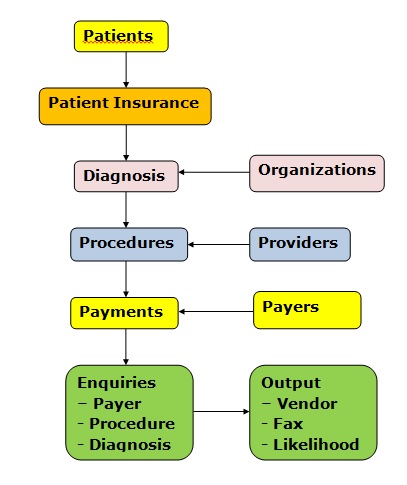 Patients
Patient Insurance
Diagnosis
Organizations
Procedures
Providers
Payments
Payers
Enquiries
– Payer
- Procedure
- Diagnosis
Output
– Vendor
- Fax
- Likelihood